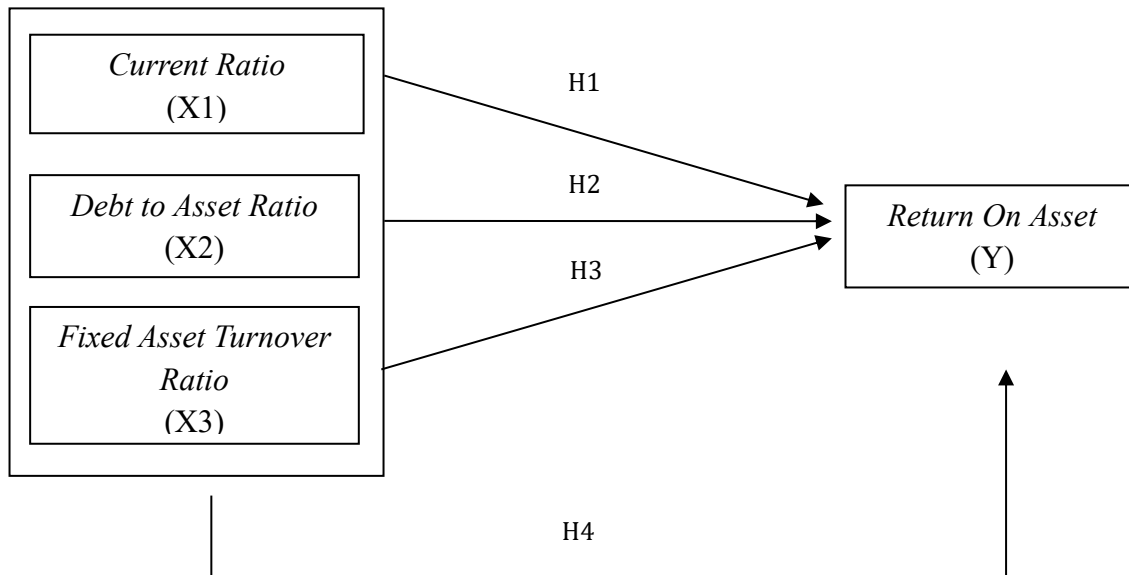 Current Ratio
(X1)
H1
Debt to Asset Ratio
(X2)
H2
Return On Asset
(Y)
H3
Fixed Asset Turnover
Ratio
(X3)
H4